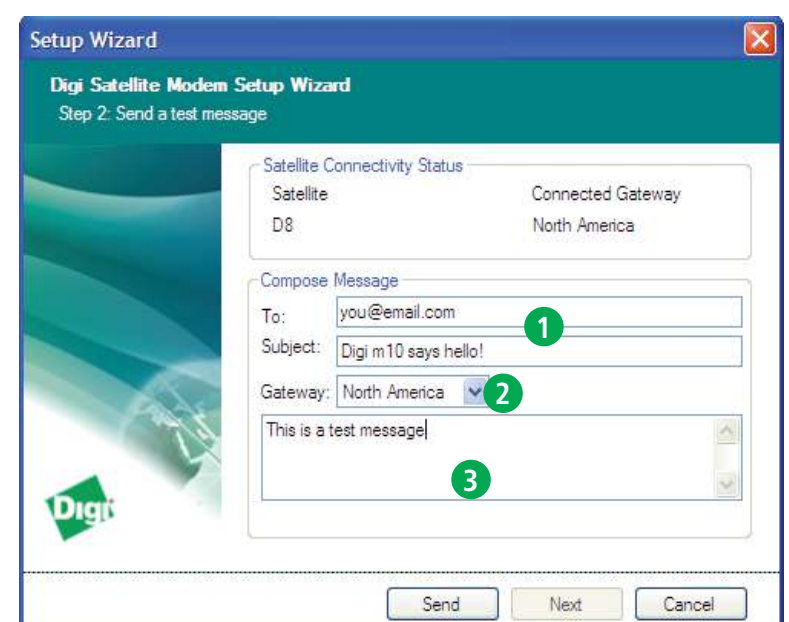 Setup Wizard
Digi Satellite Modem Setup Wizard
Step 2: Send a test message
Satellite Connectivity Status
Satellite Connected Gateway
D8 North America
Compose Message
To: you@email.com
1
Subject: Digi m10 says hello!
Gateway: North America 2
This is a test message
3
Digi
Send Next Cancel